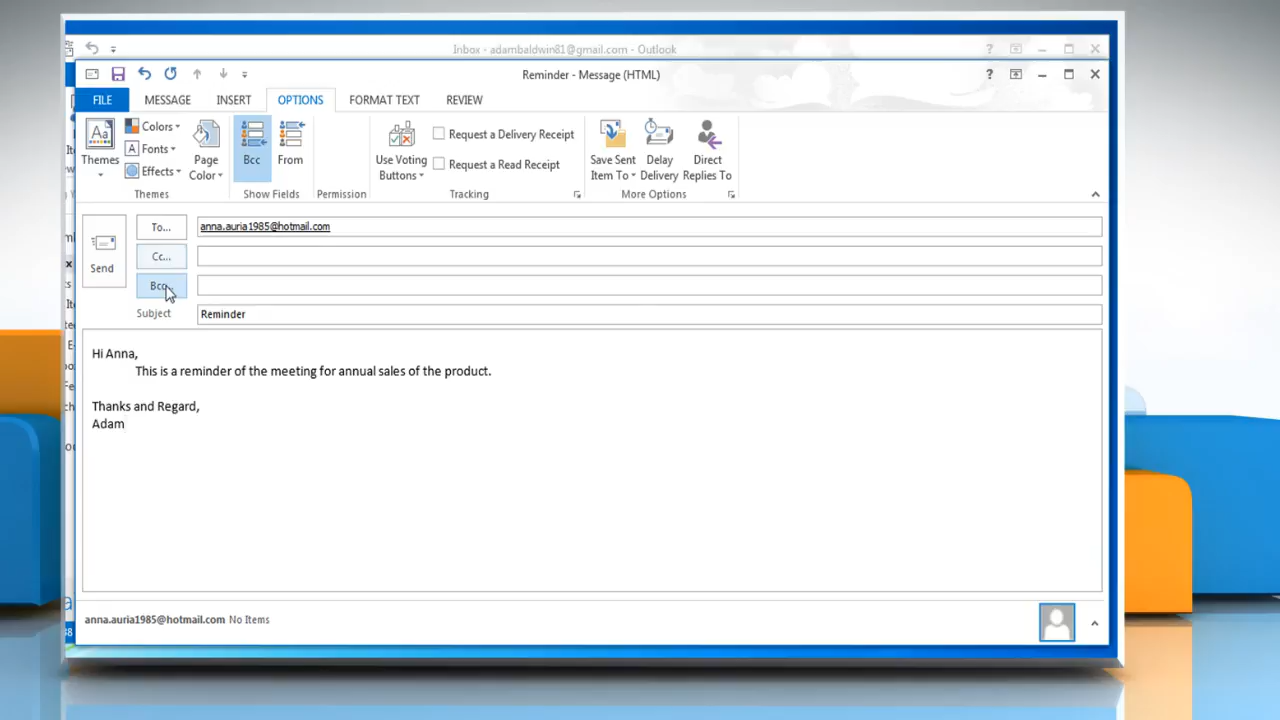 Inbox - adambaldwin81@gmail.com - Outlook
Reminder - Message (HTML)
FILE MESSAGE INSERT OPTIONS FORMAT TEXT REVIEW
Aa Colors Request a Delivery Receipt
Themes A Fonts Page Color Bcc From Use Voting Buttons Request a Read Receipt Save Sent Item To Delay Delivery Direct Replies To
Effects
Themes Show Fields Permission Tracking More Options
To... anna.auria1985@hotmail.com
Cc...
Send
Bcc...
Subject Reminder
Hi Anna,
This is a reminder of the meeting for annual sales of the product.
Thanks and Regard,
Adam
anna.auria1985@hotmail.com No Items